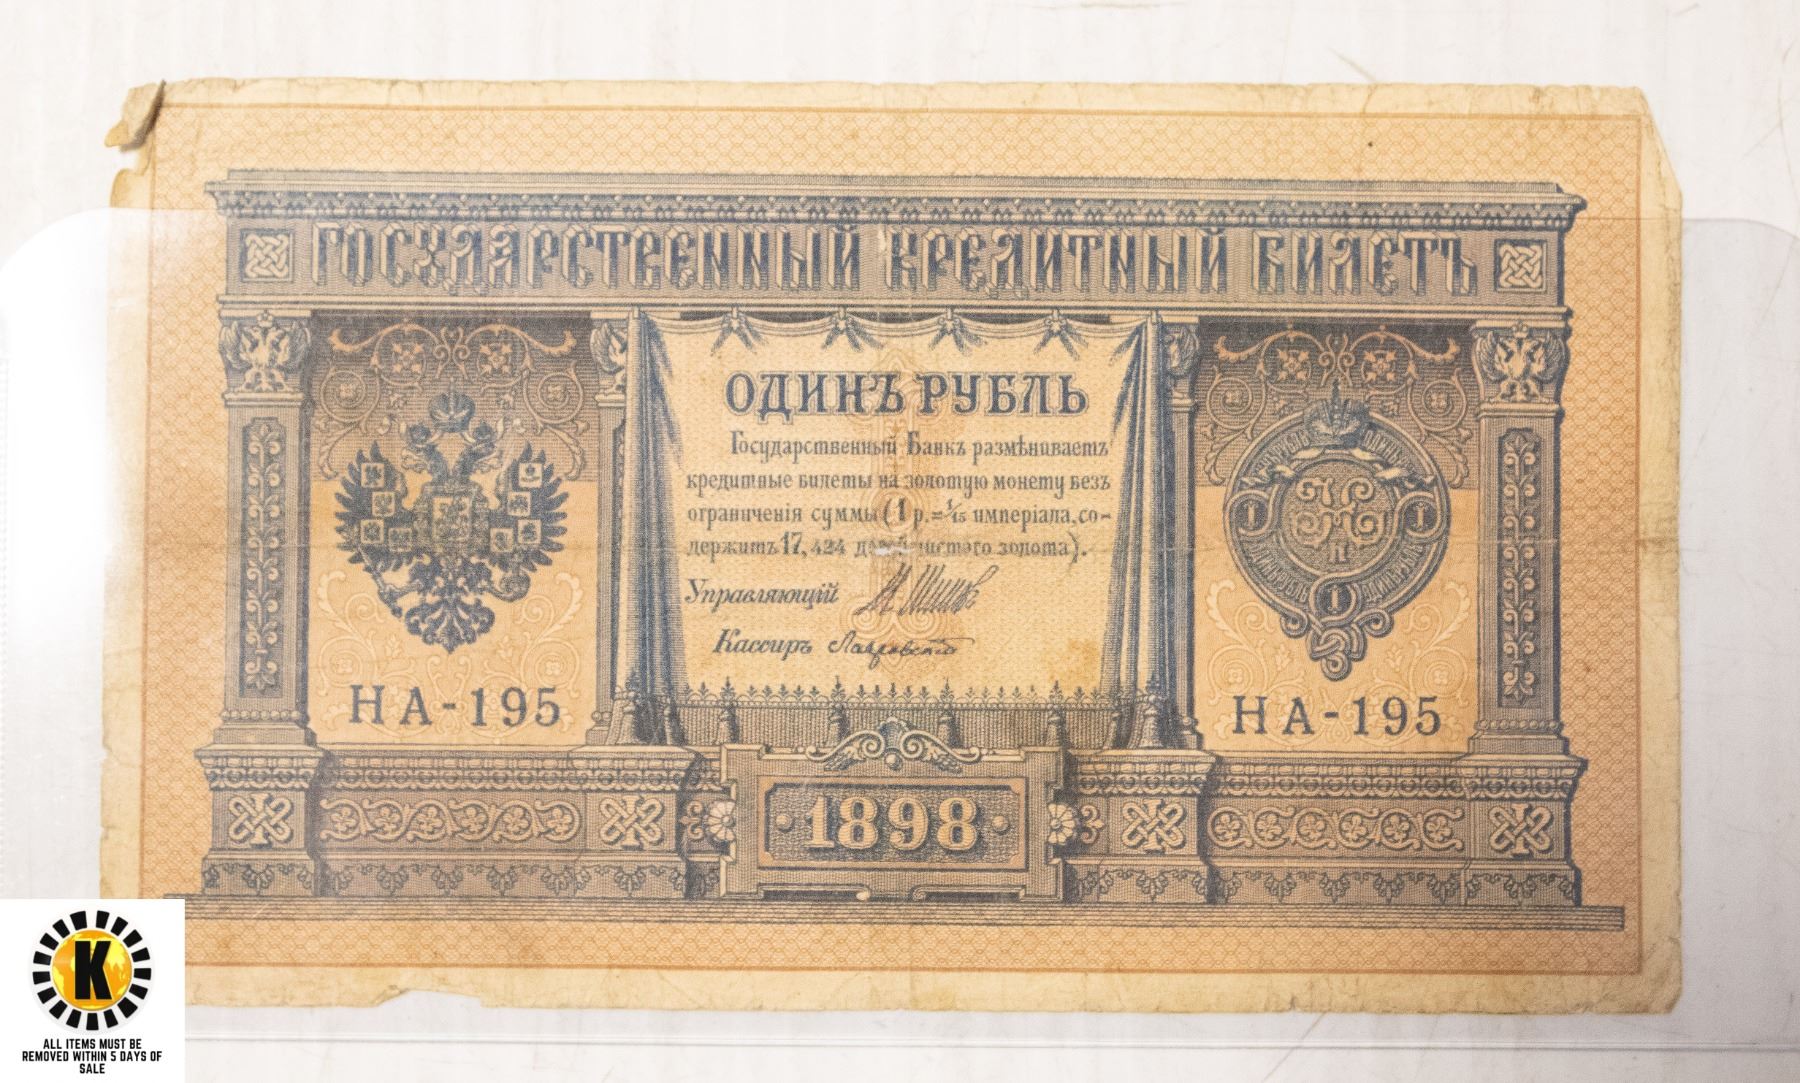 ГОСУДАРСТВЕННЫЙ КРЕДИТНЫЙ БИЛЕТЪ
ОДИНЪ РУБЛЬ
Государственный Банкъ размѣниваетъ
кредитные билеты на золотую монету безъ
ограниченія суммы (1 р.=1/15 имперіала, со-
держитъ 17,424 долей чистаго золота).
Управляющій
Кассиръ
НА-195
НА-195
1898
K
ALL ITEMS MUST BE
REMOVED WITHIN 5 DAYS OF
SALE